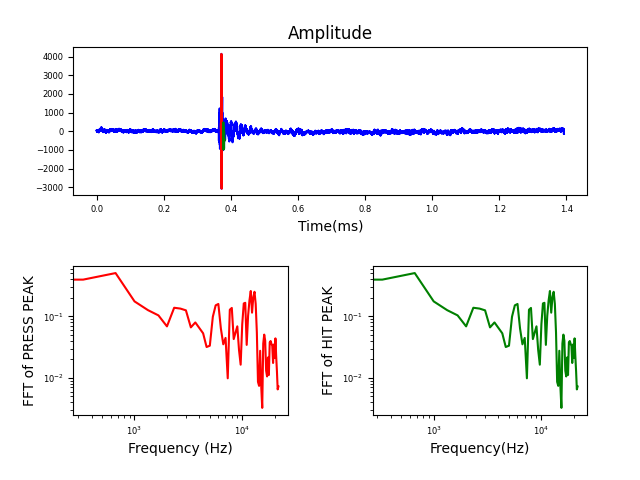 Amplitude
4000
3000
2000
1000
0
−1000
−2000
−3000
0.0 0.2 0.4 0.6 0.8 1.0 1.2 1.4
Time(ms)
FFT of PRESS PEAK
10⁻¹
10⁻²
10³ 10⁴
Frequency (Hz)
FFT of HIT PEAK
10⁻¹
10⁻²
10³ 10⁴
Frequency(Hz)